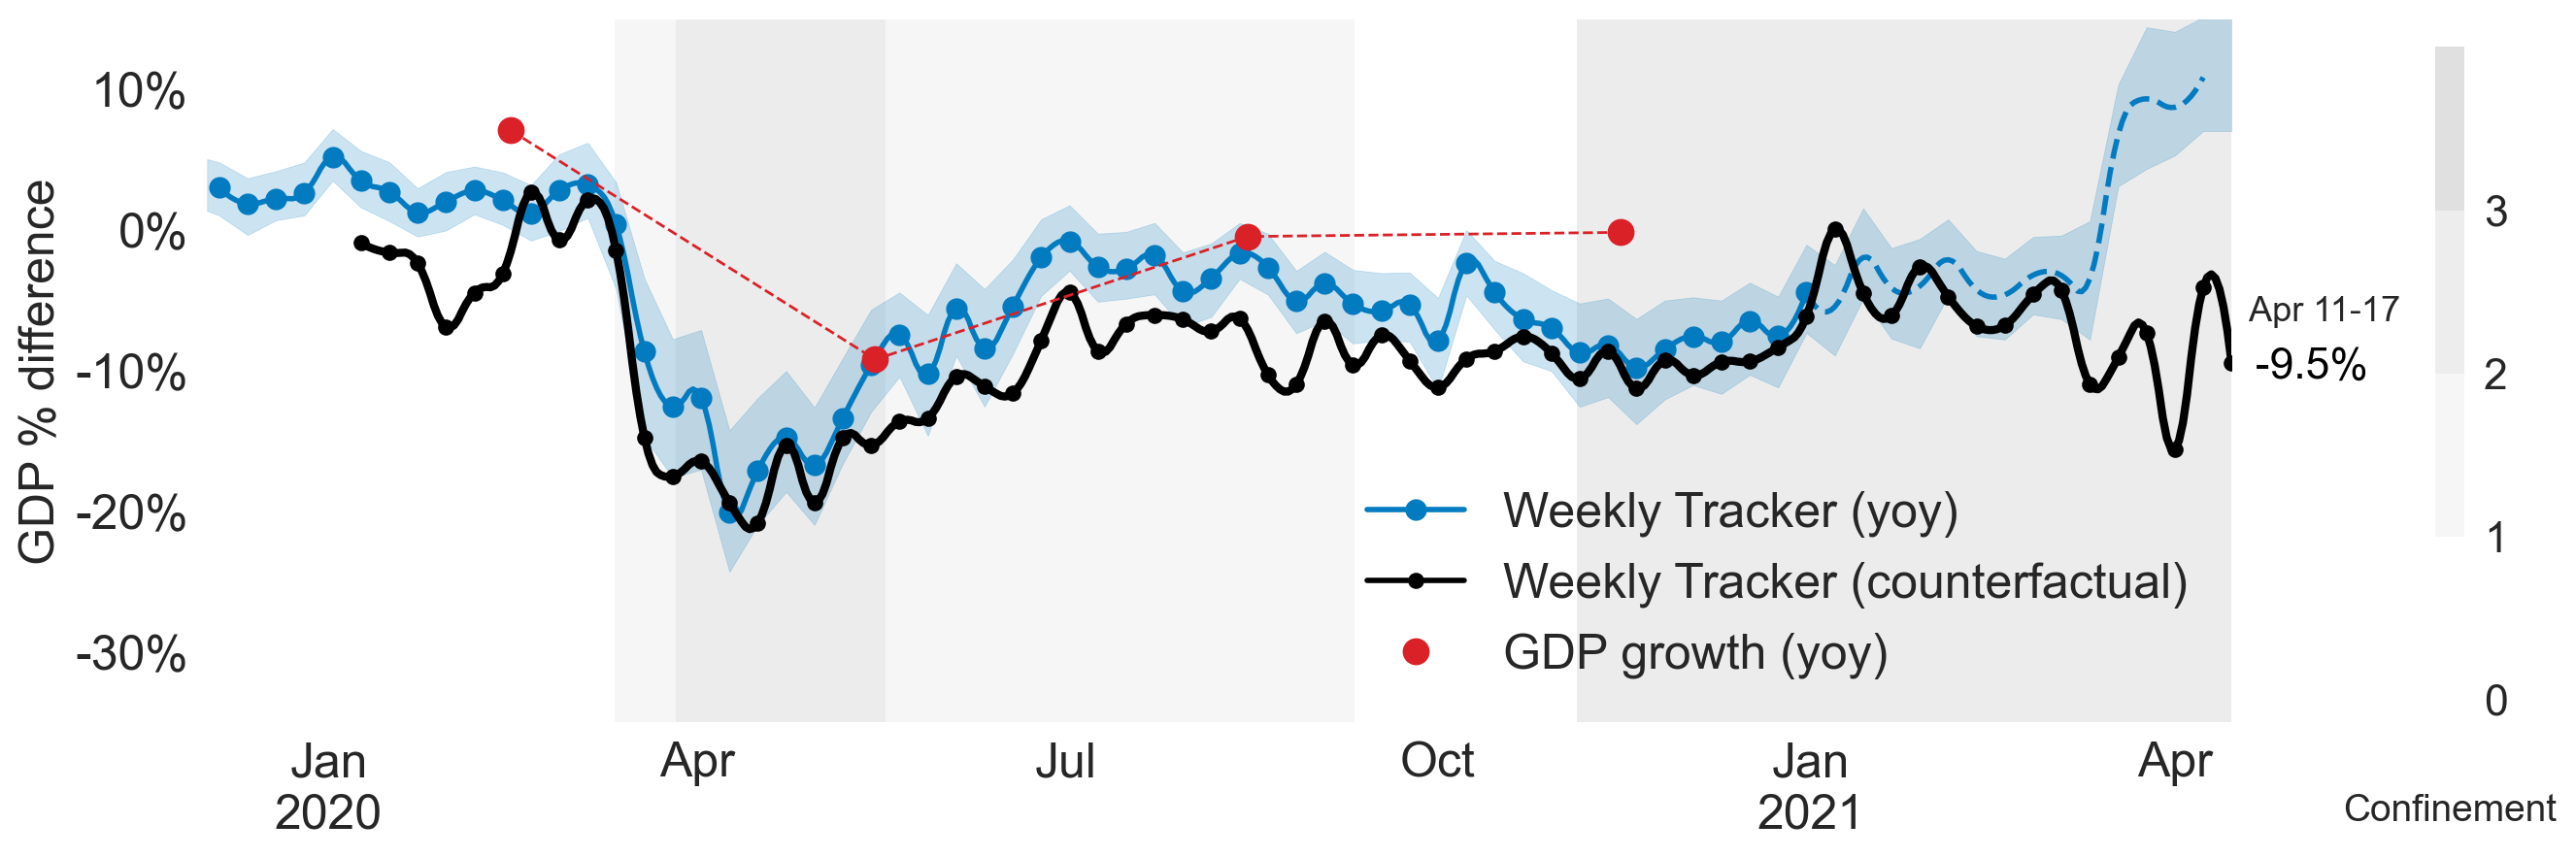 GDP % difference
10%
0%
-10%
-20%
-30%
Jan
2020
Apr
Jul
Oct
Jan
2021
Apr
Weekly Tracker (yoy)
Weekly Tracker (counterfactual)
GDP growth (yoy)
Apr 11-17
-9.5%
3
2
1
0
Confinement